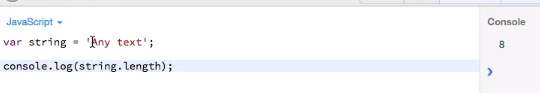 JavaScript
Console
var string = 'Any text';
8
console.log(string.length);